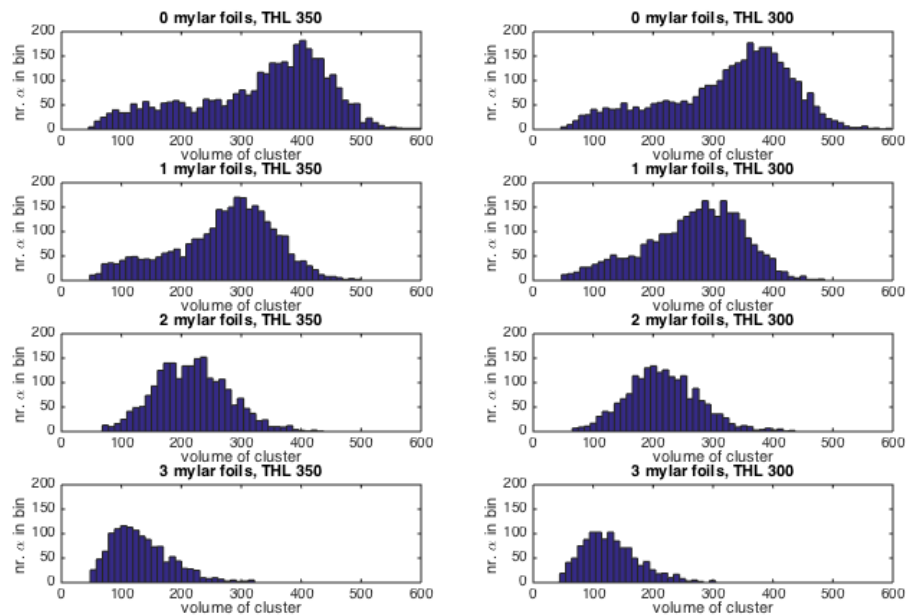 0 mylar foils, THL 350
nr. α in bin
200
150
100
50
0
0 100 200 300 400 500 600
volume of cluster
0 mylar foils, THL 300
nr. α in bin
200
150
100
50
0
0 100 200 300 400 500 600
volume of cluster
1 mylar foils, THL 350
nr. α in bin
200
150
100
50
0
0 100 200 300 400 500 600
volume of cluster
1 mylar foils, THL 300
nr. α in bin
200
150
100
50
0
0 100 200 300 400 500 600
volume of cluster
2 mylar foils, THL 350
nr. α in bin
200
150
100
50
0
0 100 200 300 400 500 600
volume of cluster
2 mylar foils, THL 300
nr. α in bin
200
150
100
50
0
0 100 200 300 400 500 600
volume of cluster
3 mylar foils, THL 350
nr. α in bin
200
150
100
50
0
0 100 200 300 400 500 600
volume of cluster
3 mylar foils, THL 300
nr. α in bin
200
150
100
50
0
0 100 200 300 400 500 600
volume of cluster